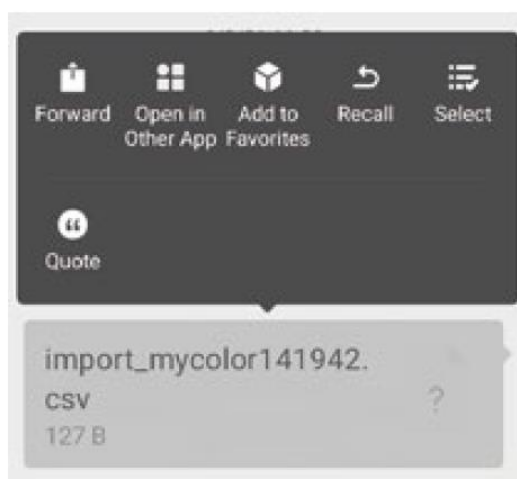 Forward
Open in
Other App
Add to
Favorites
Recall
Select
Quote
import_mycolor141942.
csv
127 B
?